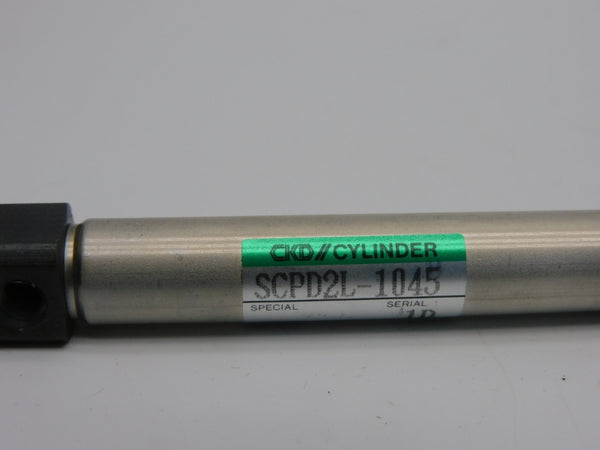 CKD//CYLINDER
SCPD2L-1045
SPECIAL SERIAL